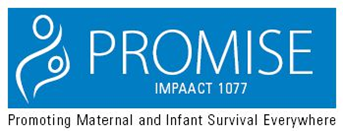 PROMISE
IMPAACT 1077
Promoting Maternal and Infant Survival Everywhere